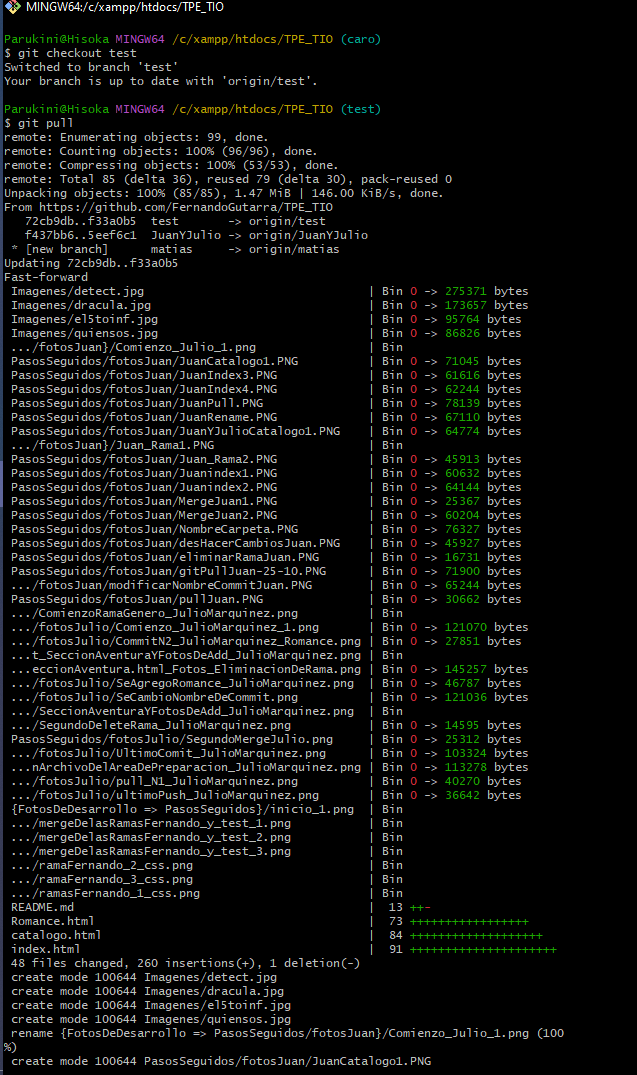 MINGW64:/c/xampp/htdocs/TPE_TIO
Parukini@Hisoka MINGW64 /c/xampp/htdocs/TPE_TIO (caro)
$ git checkout test
Switched to branch 'test'
Your branch is up to date with 'origin/test'.
Parukini@Hisoka MINGW64 /c/xampp/htdocs/TPE_TIO (test)
$ git pull
remote: Enumerating objects: 99, done.
remote: Counting objects: 100% (96/96), done.
remote: Compressing objects: 100% (53/53), done.
remote: Total 85 (delta 36), reused 79 (delta 30), pack-reused 0
Unpacking objects: 100% (85/85), 1.47 MiB | 146.00 KiB/s, done.
From https://github.com/FernandoGutarra/TPE_TIO
   72cb9db..f33a0b5  test       -> origin/test
   f437bb6..5eef6c1  JuanYJulio -> origin/JuanYJulio
 * [new branch]      matias     -> origin/matias
Updating 72cb9db..f33a0b5
Fast-forward
 Imagenes/detect.jpg                                | Bin 0 -> 275371 bytes
 Imagenes/dracula.jpg                               | Bin 0 -> 173657 bytes
 Imagenes/el5toinf.jpg                              | Bin 0 -> 95764 bytes
 Imagenes/quiensos.jpg                              | Bin 0 -> 86826 bytes
 .../fotosJuan}/Comienzo_Julio_1.png                | Bin
 PasosSeguidos/fotosJuan/JuanCatalogo1.PNG          | Bin 0 -> 71045 bytes
 PasosSeguidos/fotosJuan/JuanIndex3.PNG             | Bin 0 -> 61616 bytes
 PasosSeguidos/fotosJuan/JuanIndex4.PNG             | Bin 0 -> 62244 bytes
 PasosSeguidos/fotosJuan/JuanPull.PNG               | Bin 0 -> 78139 bytes
 PasosSeguidos/fotosJuan/JuanRename.PNG             | Bin 0 -> 67110 bytes
 PasosSeguidos/fotosJuan/JuanYJulioCatalogo1.PNG    | Bin 0 -> 64774 bytes
 .../fotosJuan}/Juan_Rama1.PNG                      | Bin
 PasosSeguidos/fotosJuan/Juan_Rama2.PNG             | Bin 0 -> 45913 bytes
 PasosSeguidos/fotosJuan/Juanindex1.PNG             | Bin 0 -> 60632 bytes
 PasosSeguidos/fotosJuan/Juanindex2.PNG             | Bin 0 -> 64144 bytes
 PasosSeguidos/fotosJuan/MergeJuan1.PNG             | Bin 0 -> 25367 bytes
 PasosSeguidos/fotosJuan/MergeJuan2.PNG             | Bin 0 -> 60204 bytes
 PasosSeguidos/fotosJuan/NombreCarpeta.PNG          | Bin 0 -> 76327 bytes
 PasosSeguidos/fotosJuan/desHacerCambiosJuan.PNG    | Bin 0 -> 45927 bytes
 PasosSeguidos/fotosJuan/eliminarRamaJuan.PNG       | Bin 0 -> 16731 bytes
 PasosSeguidos/fotosJuan/gitPullJuan-25-10.PNG      | Bin 0 -> 71900 bytes
 .../fotosJuan/modificarNombreCommitJuan.PNG        | Bin 0 -> 65244 bytes
 PasosSeguidos/fotosJuan/pullJuan.PNG               | Bin 0 -> 30662 bytes
 .../ComienzoRamaGenero_JulioMarquinez.png          | Bin
 .../fotosJulio/Comienzo_JulioMarquinez_1.png       | Bin 0 -> 121070 bytes
 .../fotosJulio/CommitN2_JulioMarquinez_Romance.png | Bin 0 -> 27851 bytes
 ...t_SeccionAventuraYFotosDeAdd_JulioMarquinez.png | Bin
 ...eccionAventura.html_Fotos_EliminacionDeRama.png | Bin 0 -> 145257 bytes
 .../fotosJulio/SeAgregoRomance_JulioMarquinez.png  | Bin 0 -> 46787 bytes
 .../fotosJulio/SeCambioNombreDeCommit.png          | Bin 0 -> 121036 bytes
 .../SeccionAventuraYFotosDeAdd_JulioMarquinez.png  | Bin
 .../SegundoDeleteRama_JulioMarquinez.png           | Bin 0 -> 14595 bytes
 PasosSeguidos/fotosJulio/SegundoMergeJulio.png     | Bin 0 -> 25312 bytes
 .../fotosJulio/UltimoComit_JulioMarquinez.png      | Bin 0 -> 103324 bytes
 ...nArchivoDelAreaDePreparacion_JulioMarquinez.png | Bin 0 -> 113278 bytes
 .../fotosJulio/pull_N1_JulioMarquinez.png          | Bin 0 -> 40270 bytes
 .../fotosJulio/ultimoPush_JulioMarquinez.png       | Bin 0 -> 36642 bytes
 {FotosDeDesarrollo => PasosSeguidos}/inicio_1.png  | Bin
 .../mergeDelasRamasFernando_y_test_1.png           | Bin
 .../mergeDelasRamasFernando_y_test_2.png           | Bin
 .../mergeDelasRamasFernando_y_test_3.png           | Bin
 .../ramaFernando_2_css.png                         | Bin
 .../ramaFernando_3_css.png                         | Bin
 .../ramasFernando_1_css.png                        | Bin
 README.md                                          |  13 ++-
 Romance.html                                       |  73 +++++++++++++++++
 catalogo.html                                      |  84 +++++++++++++++++++
 index.html                                         |  91 +++++++++++++++++++++
 48 files changed, 260 insertions(+), 1 deletion(-)
 create mode 100644 Imagenes/detect.jpg
 create mode 100644 Imagenes/dracula.jpg
 create mode 100644 Imagenes/el5toinf.jpg
 create mode 100644 Imagenes/quiensos.jpg
 rename {FotosDeDesarrollo => PasosSeguidos/fotosJuan}/Comienzo_Julio_1.png (100
%)
 create mode 100644 PasosSeguidos/fotosJuan/JuanCatalogo1.PNG